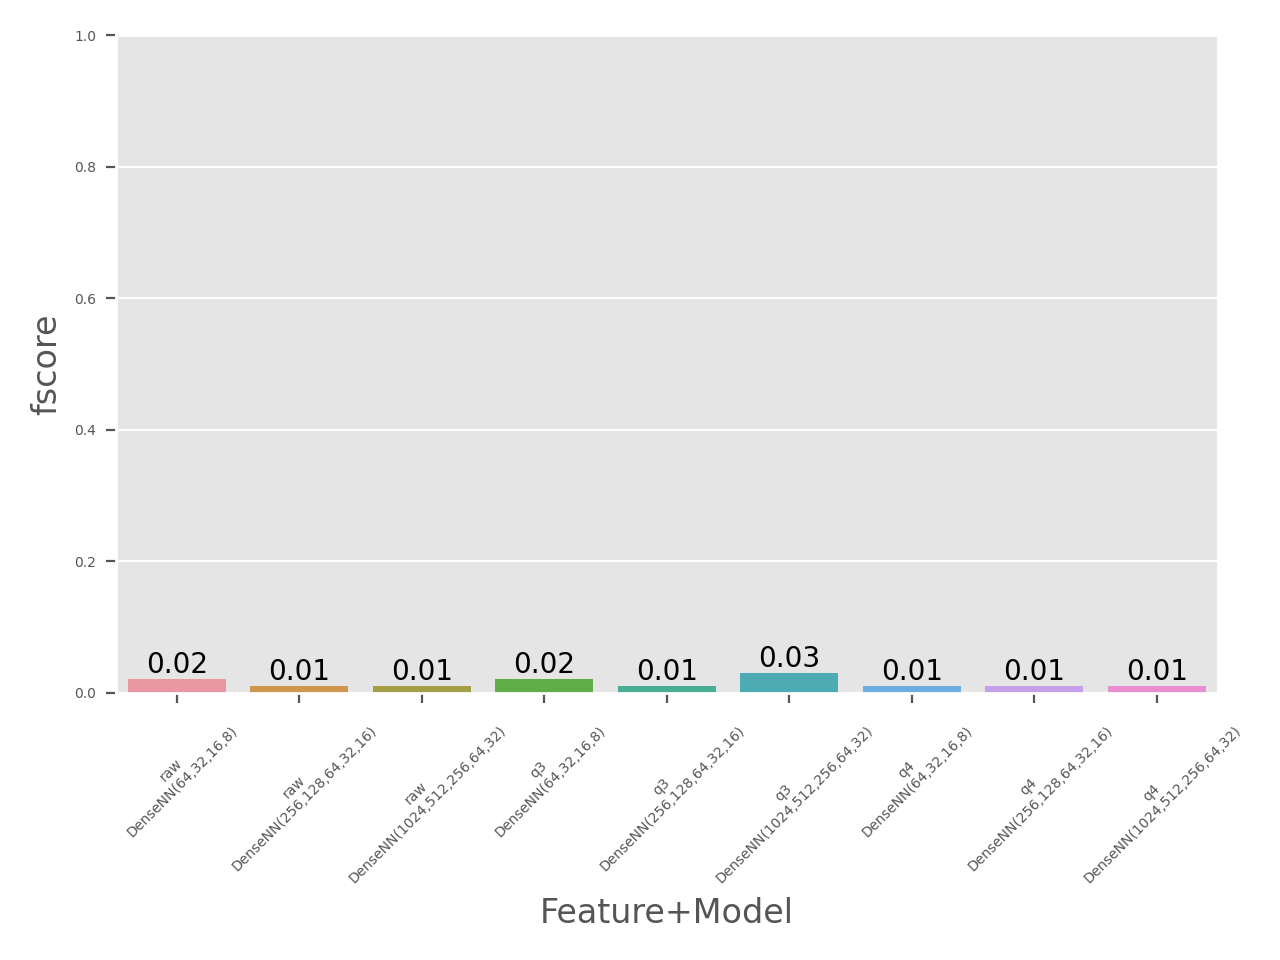 1.0
0.8
0.6
0.4
0.2
0.0
fscore
0.02
0.01
0.01
0.02
0.01
0.03
0.01
0.01
0.01
raw
DenseNN(64,32,16,8)
raw
DenseNN(256,128,64,32,16)
raw
DenseNN(1024,512,256,64,32)
q3
DenseNN(64,32,16,8)
q3
DenseNN(256,128,64,32,16)
q3
DenseNN(1024,512,256,64,32)
q4
DenseNN(64,32,16,8)
q4
DenseNN(256,128,64,32,16)
q4
DenseNN(1024,512,256,64,32)
Feature+Model